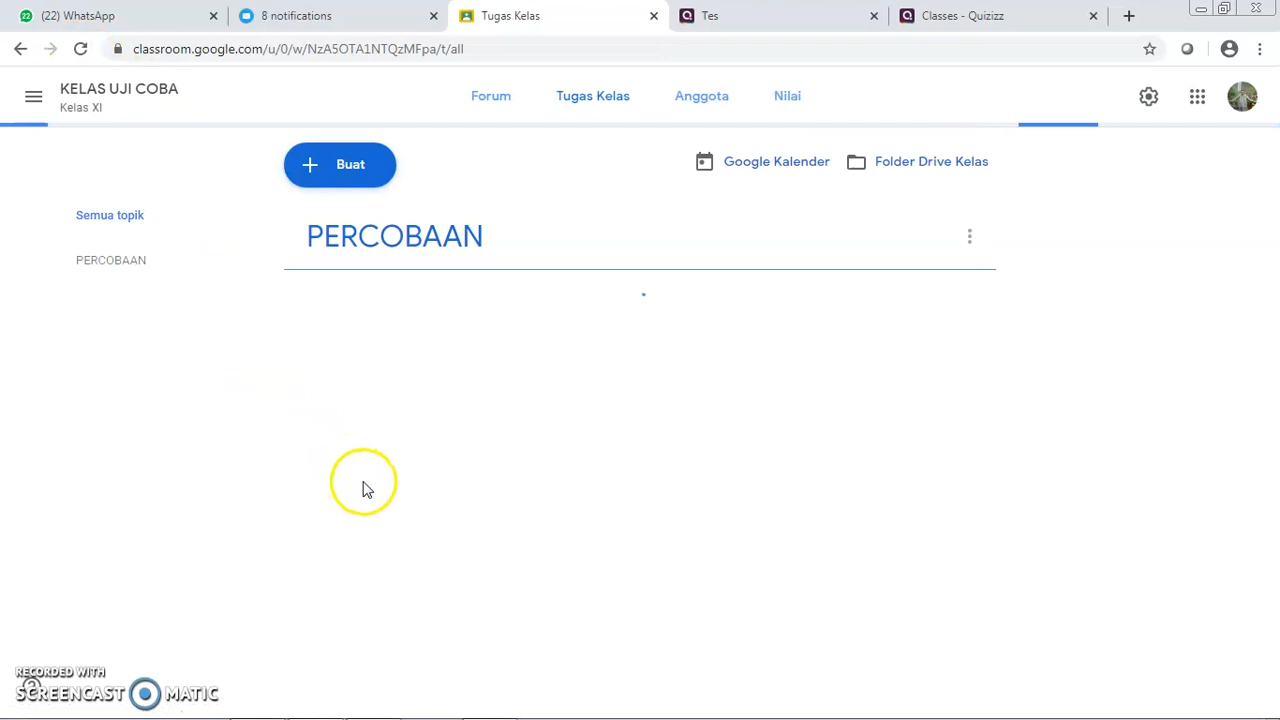 (22) WhatsApp
8 notifications
Tugas Kelas
Tes
Classes - Quizizz
classroom.google.com/u/0/w/NzA5OTA1NTQzMFpa/t/all
KELAS UJI COBA
Kelas XI
Forum
Tugas Kelas
Anggota
Nilai
Buat
Google Kalender
Folder Drive Kelas
Semua topik
PERCOBAAN
PERCOBAAN
RECORDED WITH
SCREENCAST MATIC